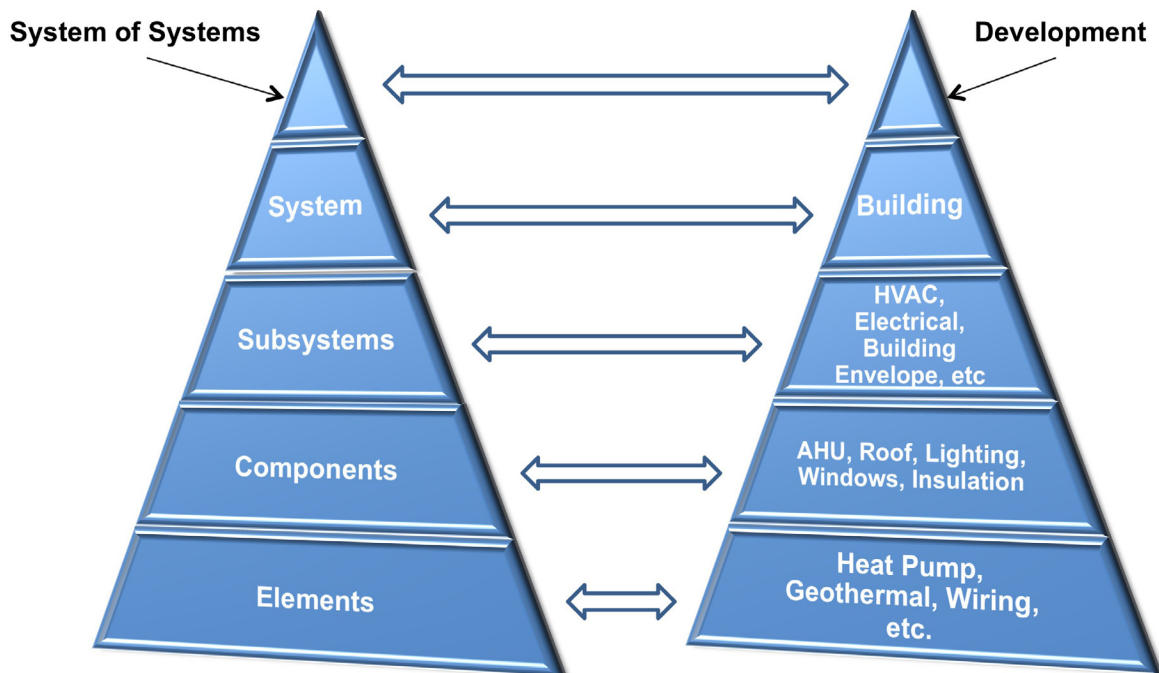 System of Systems
Development
System
Building
Subsystems
HVAC,
Electrical,
Building
Envelope, etc
Components
AHU, Roof, Lighting,
Windows, Insulation
Elements
Heat Pump,
Geothermal, Wiring,
etc.